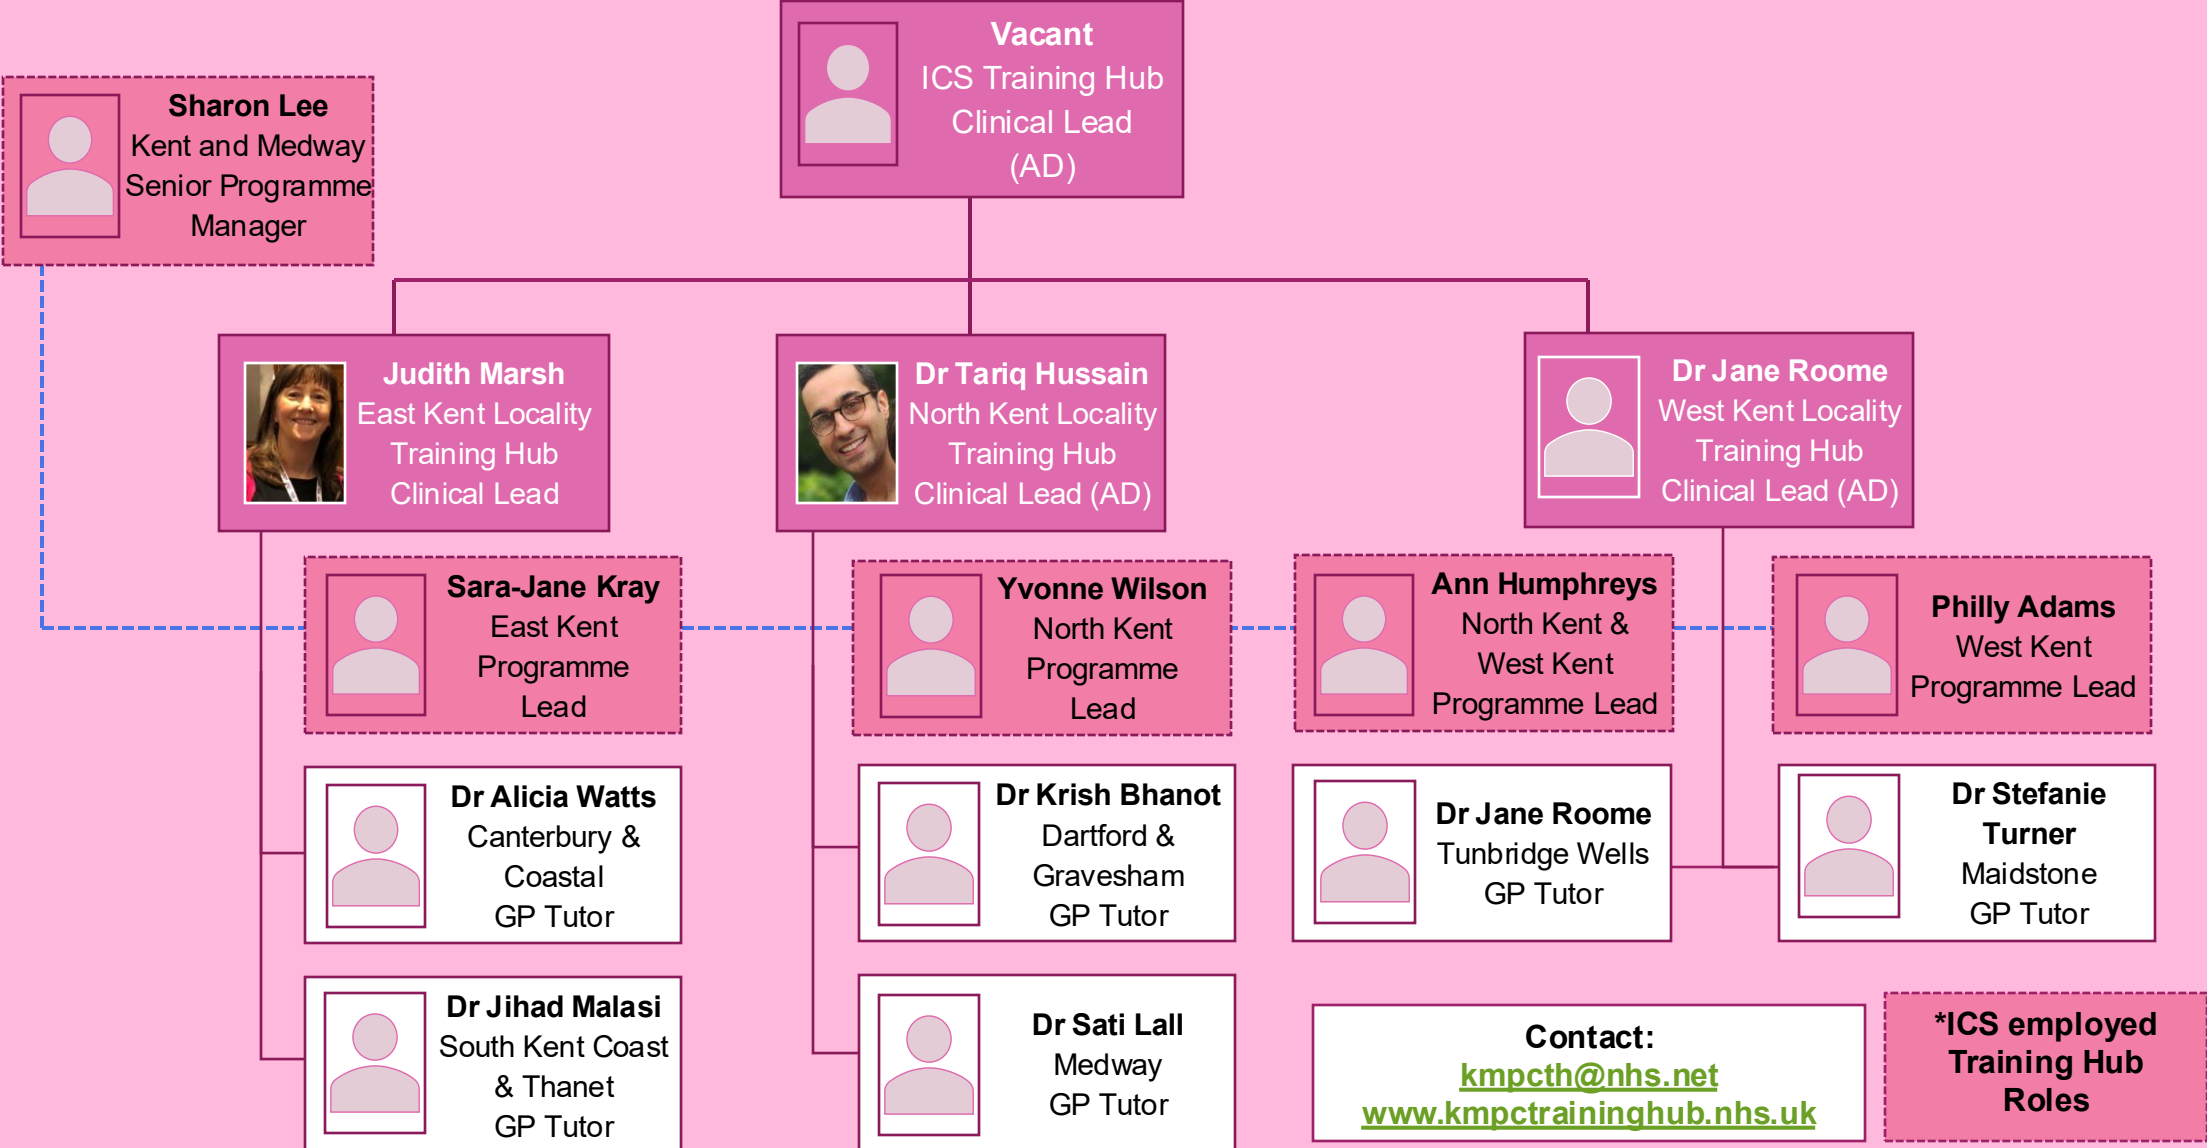 Vacant
ICS Training Hub
Clinical Lead
(AD)
Sharon Lee
Kent and Medway
Senior Programme
Manager
Judith Marsh
East Kent Locality
Training Hub
Clinical Lead
Dr Tariq Hussain
North Kent Locality
Training Hub
Clinical Lead (AD)
Dr Jane Roome
West Kent Locality
Training Hub
Clinical Lead (AD)
Sara-Jane Kray
East Kent
Programme
Lead
Yvonne Wilson
North Kent
Programme
Lead
Ann Humphreys
North Kent &
West Kent
Programme Lead
Philly Adams
West Kent
Programme Lead
Dr Alicia Watts
Canterbury &
Coastal
GP Tutor
Dr Krish Bhanot
Dartford &
Gravesham
GP Tutor
Dr Jane Roome
Tunbridge Wells
GP Tutor
Dr Stefanie
Turner
Maidstone
GP Tutor
Dr Jihad Malasi
South Kent Coast
& Thanet
GP Tutor
Dr Sati Lall
Medway
GP Tutor
Contact:
kmpcth@nhs.net
www.kmpctraininghub.nhs.uk
*ICS employed
Training Hub
Roles